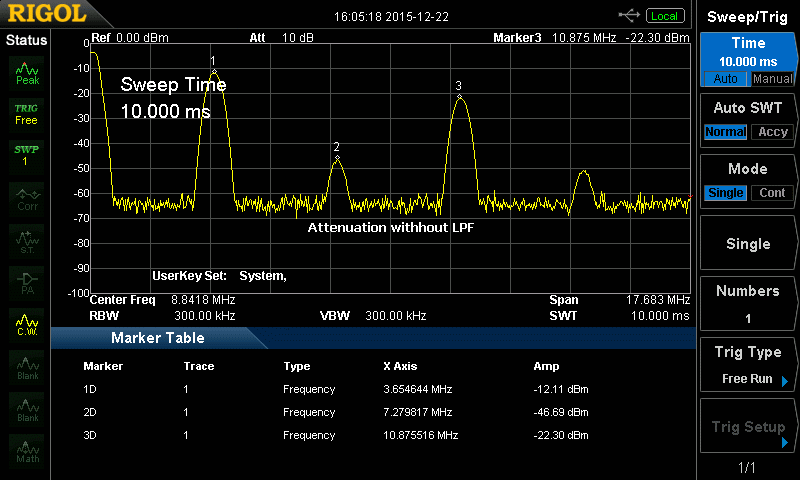 RIGOL
16:05:18 2015-12-22
Local
Sweep/Trig
Status
Ref 0.00 dBm Att 10 dB Marker3 10.875 MHz -22.30 dBm
Time
10.000 ms
Auto Manual
Peak
TRIG
Free
SWP
1
Corr
S.T.
PA
C.W.
Blank
Blank
Math
0
-10
-20
-30
-40
-50
-60
-70
-80
-90
-100
1
Sweep Time
10.000 ms
2
3
Attenuation withhout LPF
UserKey Set: System,
Center Freq 8.8418 MHz Span 17.683 MHz
RBW 300.00 kHz VBW 300.00 kHz SWT 10.000 ms
Marker Table
Marker Trace Type X Axis Amp
1D 1 Frequency 3.654644 MHz -12.11 dBm
2D 1 Frequency 7.279817 MHz -46.69 dBm
3D 1 Frequency 10.875516 MHz -22.30 dBm
Auto SWT
Normal Accy
Mode
Single Cont
Single
Numbers
1
Trig Type
Free Run
Trig Setup
1/1